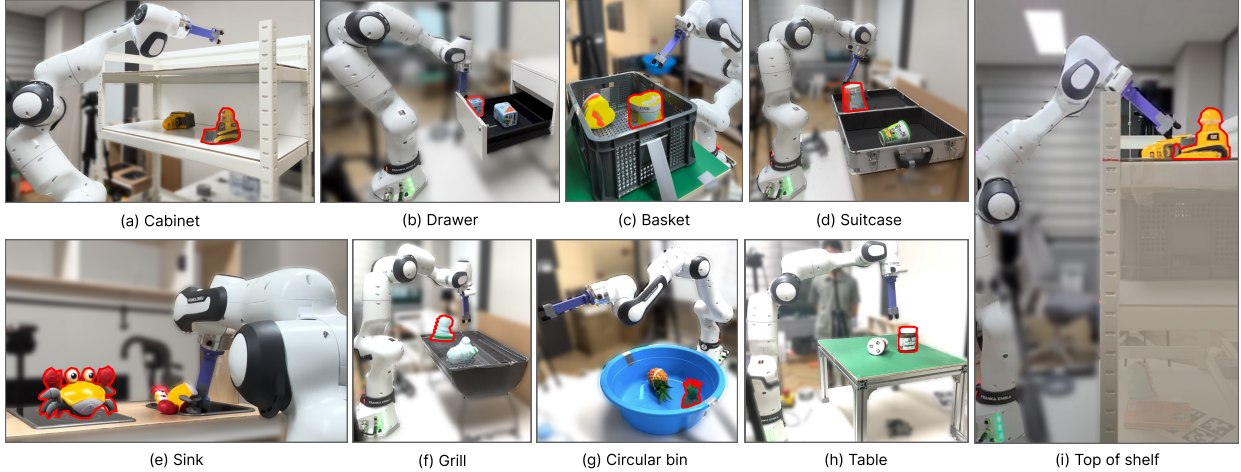 (a) Cabinet
(b) Drawer
(c) Basket
(d) Suitcase
(e) Sink
(f) Grill
(g) Circular bin
(h) Table
(i) Top of shelf